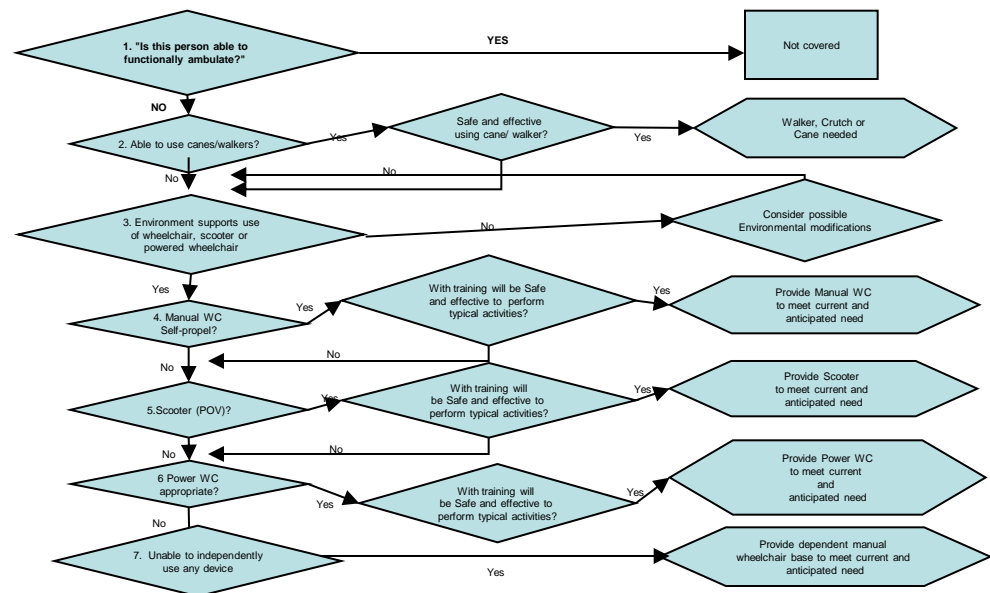 1. "Is this person able to
functionally ambulate?"
YES
Not covered
NO
2. Able to use canes/walkers?
Yes
Safe and effective
using cane/ walker?
Yes
Walker, Crutch or
Cane needed
No
No
3. Environment supports use
of wheelchair, scooter or
powered wheelchair
No
Consider possible
Environmental modifications
Yes
4. Manual WC
Self-propel?
Yes
With training will be Safe
and effective to perform
typical activities?
Yes
Provide Manual WC
to meet current and
anticipated need
No
No
5.Scooter (POV)?
Yes
With training will
be Safe and effective to
perform typical activities?
Yes
Provide Scooter
to meet current and
anticipated need
No
No
6 Power WC
appropriate?
Yes
With training will
be Safe and effective to
perform typical activities?
Yes
Provide Power WC
to meet current
and
anticipated need
No
7. Unable to independently
use any device
Yes
Provide dependent manual
wheelchair base to meet current and
anticipated need